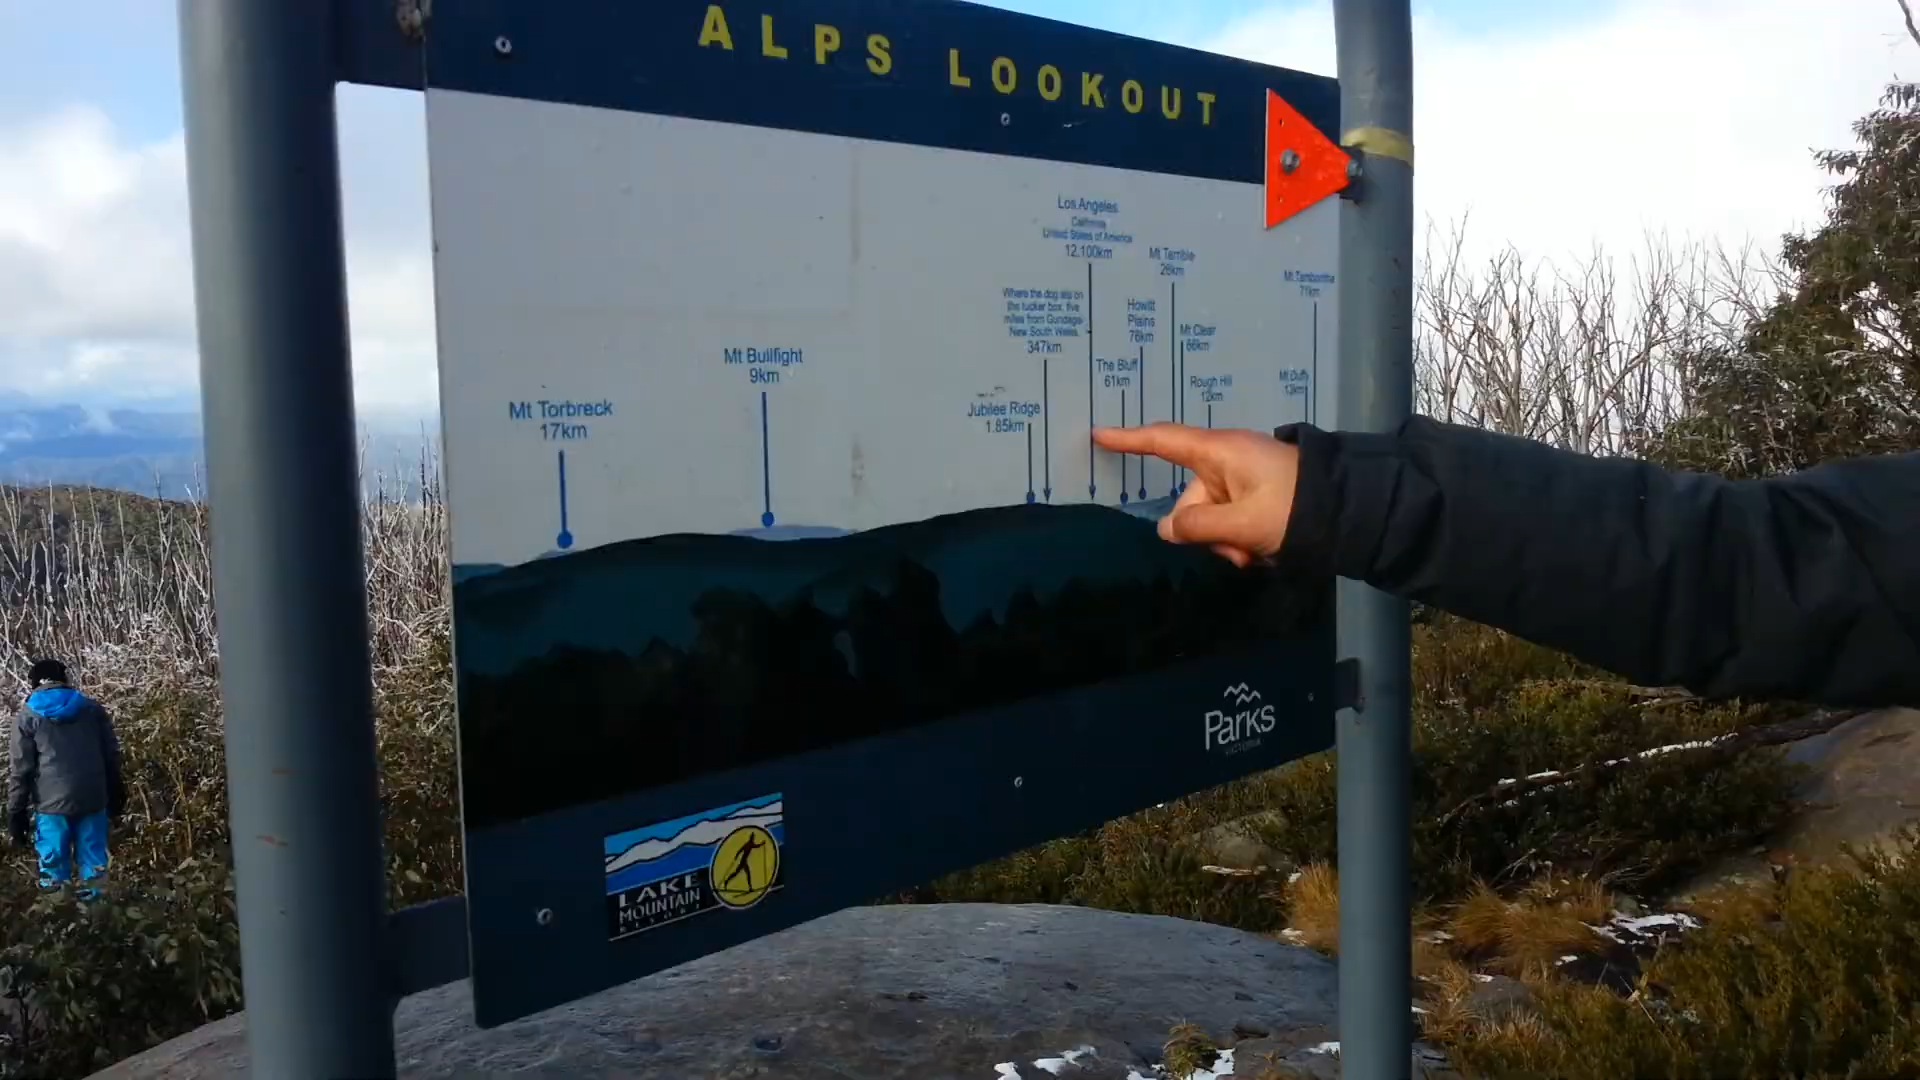 ALPS LOOKOUT
Los Angeles
California
United States of America
12,100km
Mt Terrible
26km
Mt Tamboritha
71km
Where the dog sits on
the tucker box, five
miles from Gundagai
New South Wales
347km
Howitt
Plains
76km
Mt Clear
66km
Mt Bullfight
9km
The Bluff
61km
Rough Hill
12km
Mt Duffy
13km
Mt Torbreck
17km
Jubilee Ridge
1.85km
Parks
VICTORIA
LAKE
MOUNTAIN
RESORT